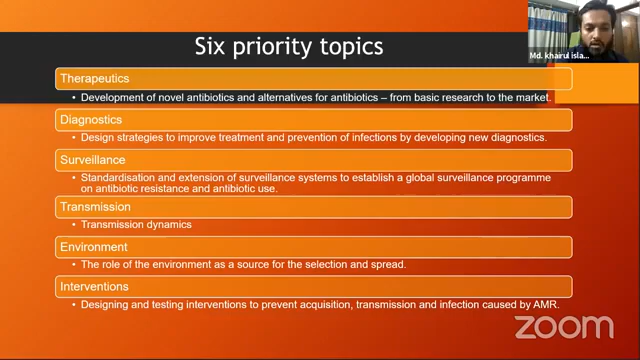 Six priority topics
Md. khairul isla...
Therapeutics
• Development of novel antibiotics and alternatives for antibiotics – from basic research to the market.
Diagnostics
• Design strategies to improve treatment and prevention of infections by developing new diagnostics.
Surveillance
• Standardisation and extension of surveillance systems to establish a global surveillance programme
on antibiotic resistance and antibiotic use.
Transmission
• Transmission dynamics
Environment
• The role of the environment as a source for the selection and spread.
Interventions
• Designing and testing interventions to prevent acquisition, transmission and infection caused by AMR.
zoom